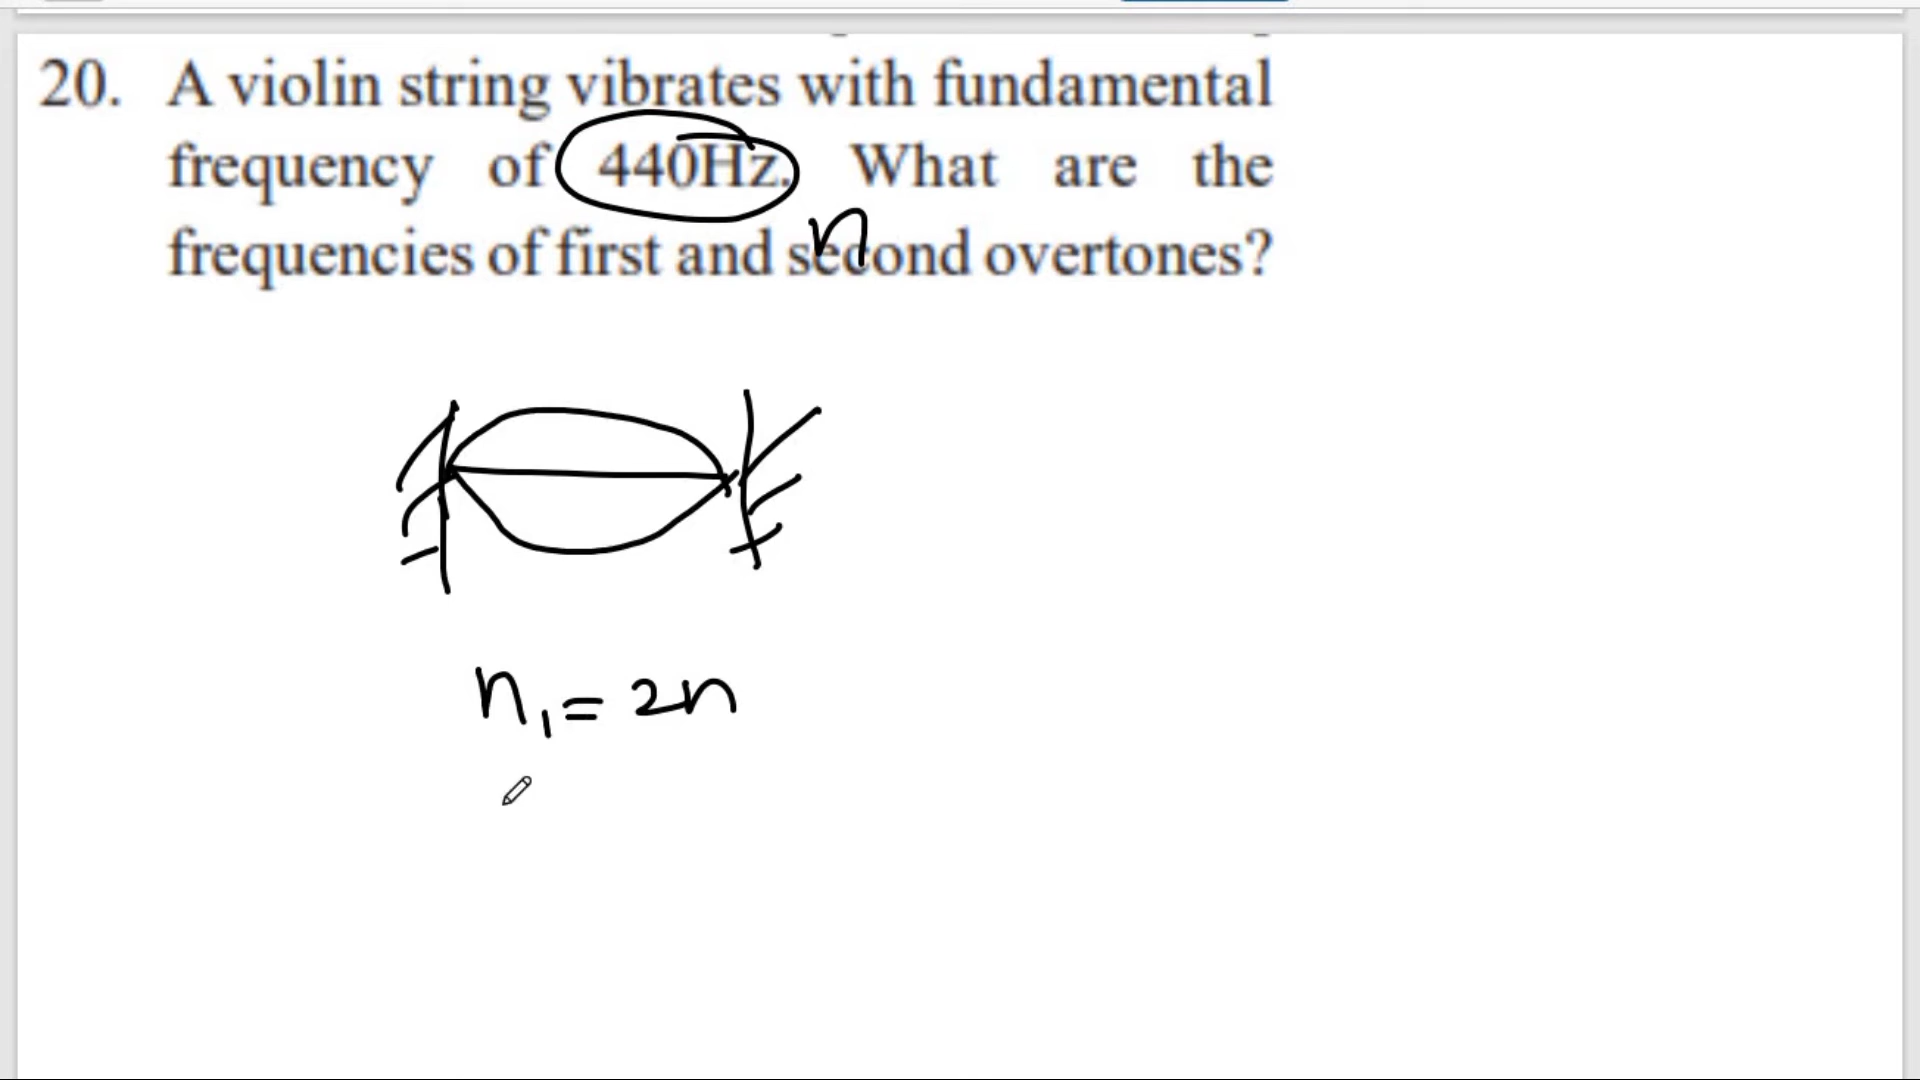 20. A violin string vibrates with fundamental
frequency of 440Hz. What are the
n
frequencies of first and second overtones?
n₁ = 2n